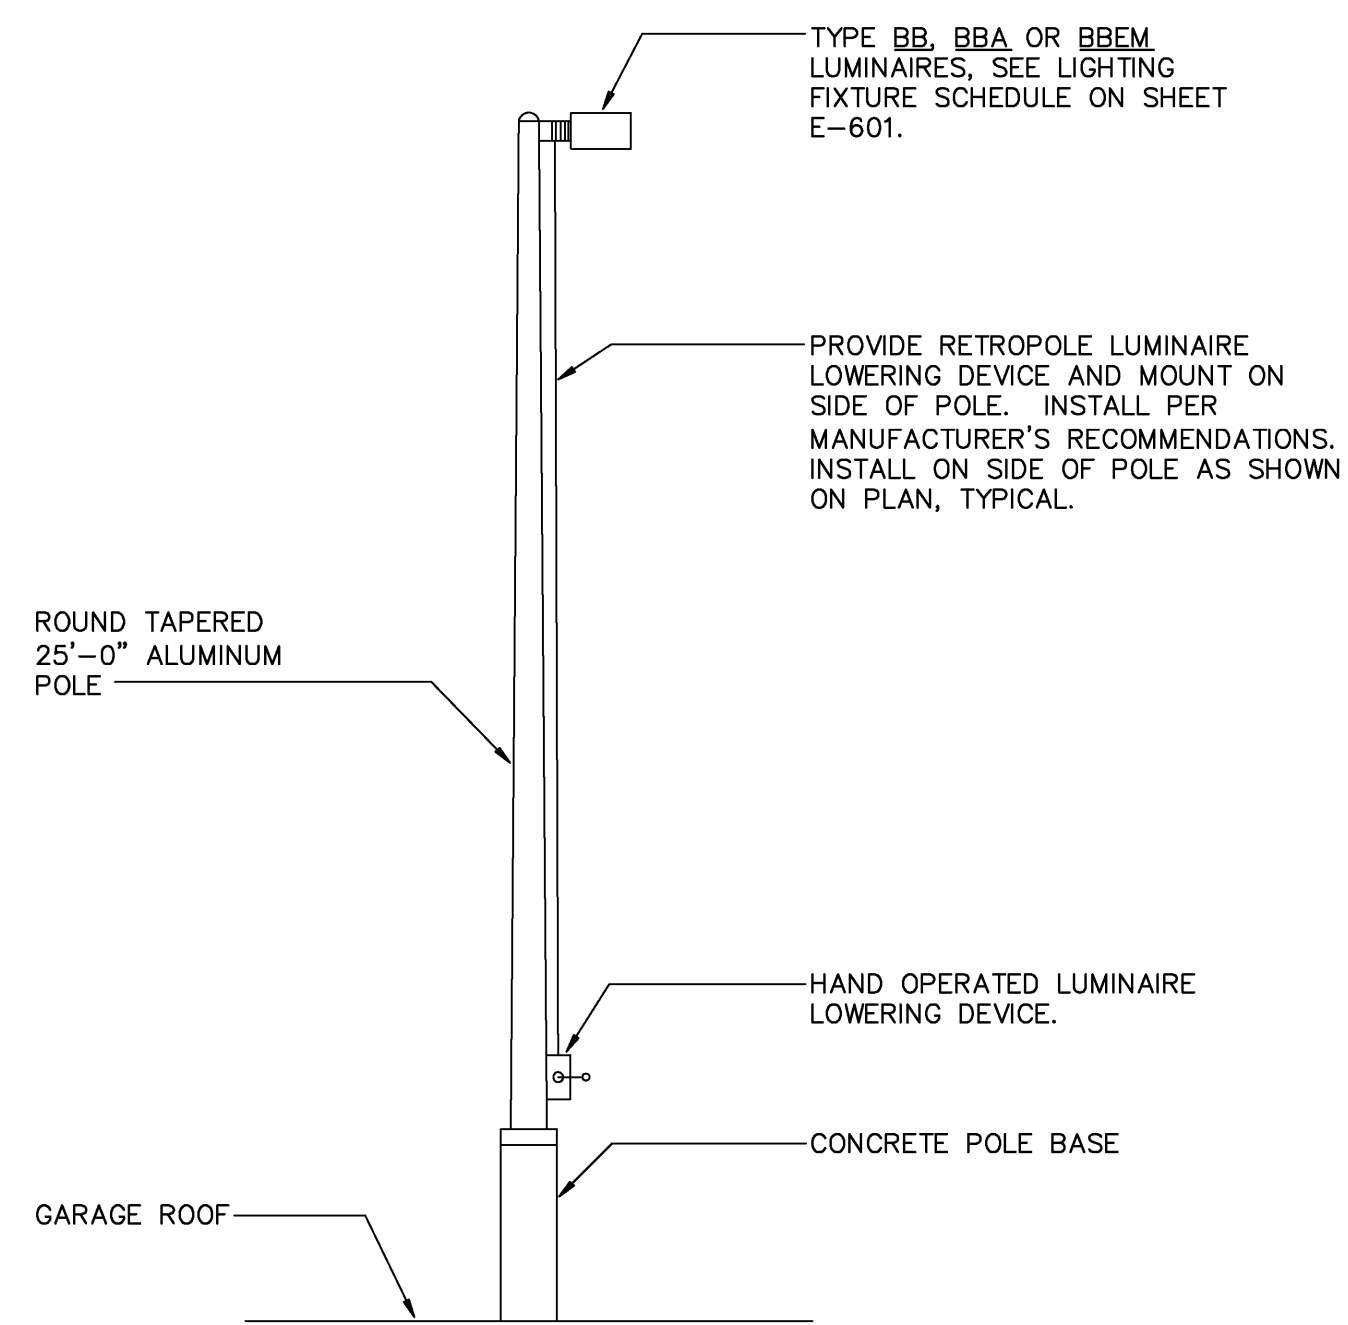 TYPE BB, BBA OR BBEM
LUMINAIRES, SEE LIGHTING
FIXTURE SCHEDULE ON SHEET
E-601.
PROVIDE RETROPOLE LUMINAIRE
LOWERING DEVICE AND MOUNT ON
SIDE OF POLE. INSTALL PER
MANUFACTURER'S RECOMMENDATIONS.
INSTALL ON SIDE OF POLE AS SHOWN
ON PLAN, TYPICAL.
ROUND TAPERED
25'-0" ALUMINUM
POLE
HAND OPERATED LUMINAIRE
LOWERING DEVICE.
CONCRETE POLE BASE
GARAGE ROOF